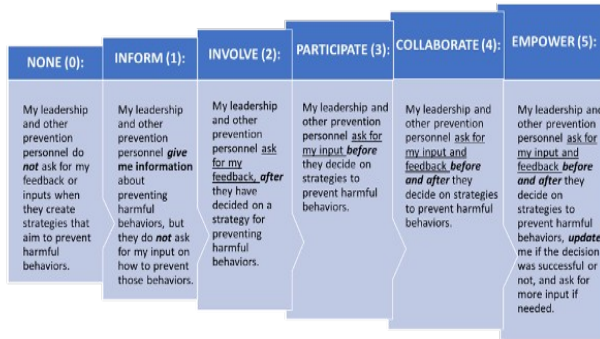 NONE (0):
My leadership
and other
prevention
personnel do
not ask for my
feedback or
inputs when
they create
strategies that
aim to prevent
harmful
behaviors.
INFORM (1):
My leadership
and other
prevention
personnel give
me information
about
preventing
harmful
behaviors, but
they do not ask
for my input on
how to prevent
those behaviors.
INVOLVE (2):
My leadership
and other
prevention
personnel ask
for my
feedback, after
they have
decided on a
strategy for
preventing
harmful
behaviors.
PARTICIPATE (3):
My leadership and
other prevention
personnel ask for
my input before
they decide on
strategies to
prevent harmful
behaviors.
COLLABORATE (4):
My leadership and
other prevention
personnel ask for
my input and
feedback before
and after they
decide on strategies
to prevent harmful
behaviors.
EMPOWER (5):
My leadership and
other prevention
personnel ask for
my input and
feedback before
and after they
decide on
strategies to
prevent harmful
behaviors, update
me if the decision
was successful or
not, and ask for
more input if
needed.